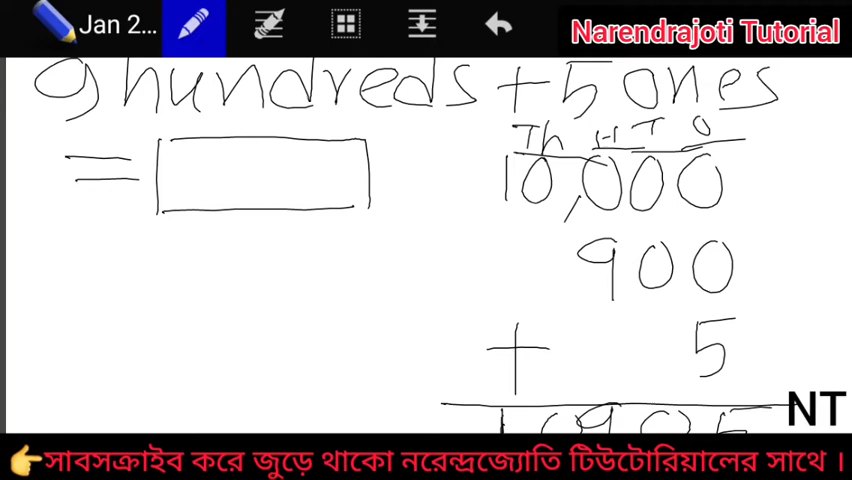 Jan 2...
Narendrajoti Tutorial
9 hundreds + 5 ones
=
Th H T O
10,000
900
+ 5
10905
NT
👉সাবসক্রাইব করে জুড়ে থাকো নরেন্দ্রজ্যোতি টিউটোরিয়ালের সাথে ।